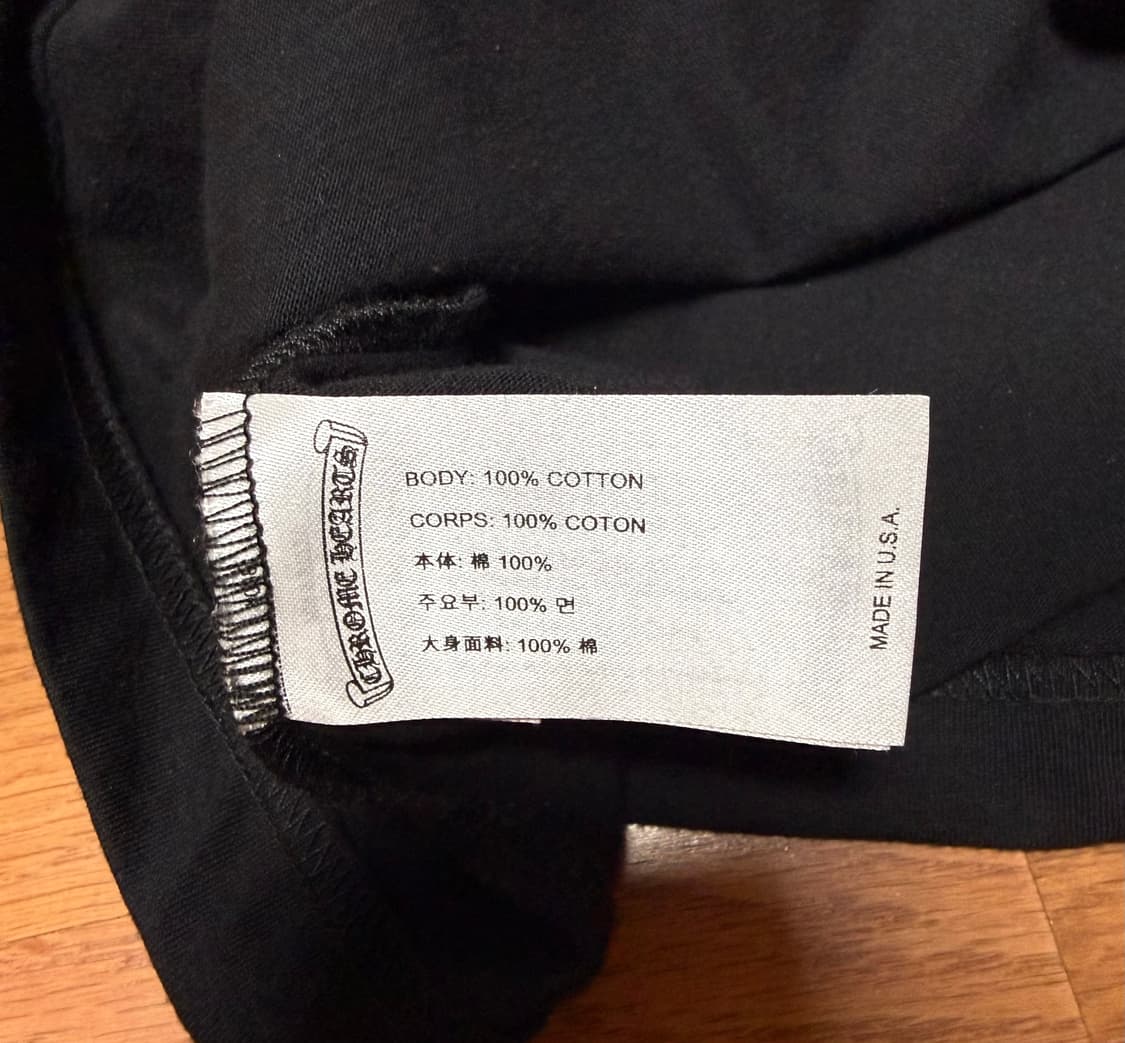 CHROME HEARTS
BODY: 100% COTTON
CORPS: 100% COTON
本体: 棉 100%
주요부: 100% 면
大身面料: 100% 棉
MADE IN U.S.A.